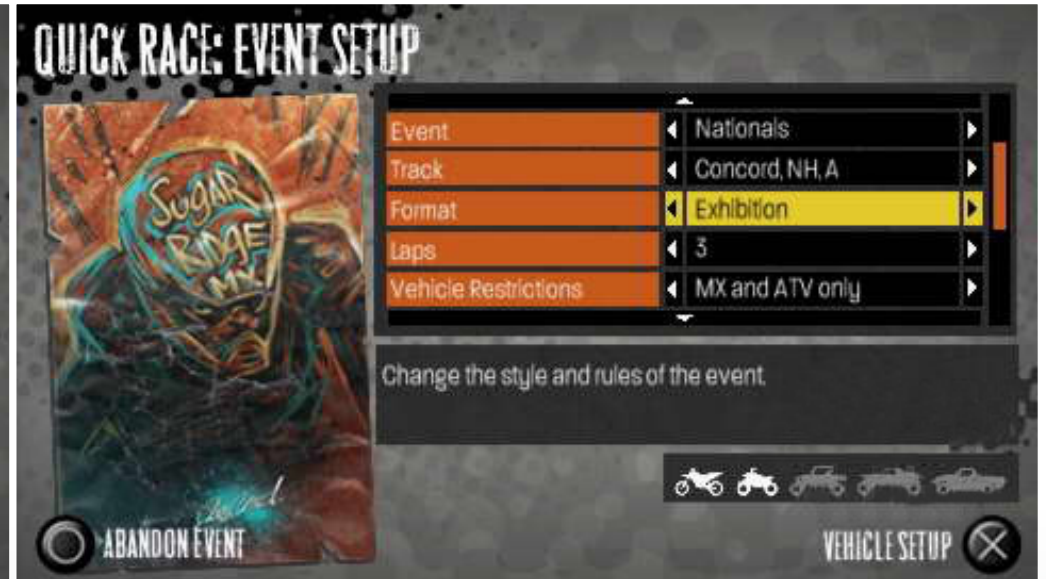 QUICK RACE: EVENT SETUP
SUGAR
RIDGE
MX
Event Nationals
Track Concord, NH, A
Format Exhibition
Laps 3
Vehicle Restrictions MX and ATV only
Change the style and rules of the event.
ABANDON EVENT
VEHICLE SETUP